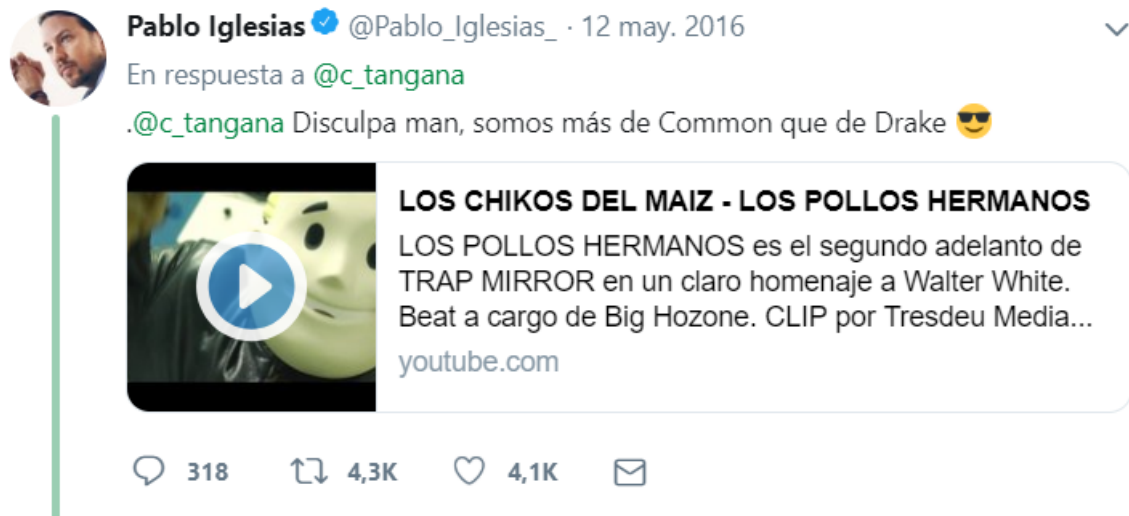 Pablo Iglesias @Pablo_Iglesias_ · 12 may. 2016
En respuesta a @c_tangana
.@c_tangana Disculpa man, somos más de Common que de Drake 😎
LOS CHIKOS DEL MAIZ - LOS POLLOS HERMANOS
LOS POLLOS HERMANOS es el segundo adelanto de
TRAP MIRROR en un claro homenaje a Walter White.
Beat a cargo de Big Hozone. CLIP por Tresdeu Media...
youtube.com
318 4,3K 4,1K